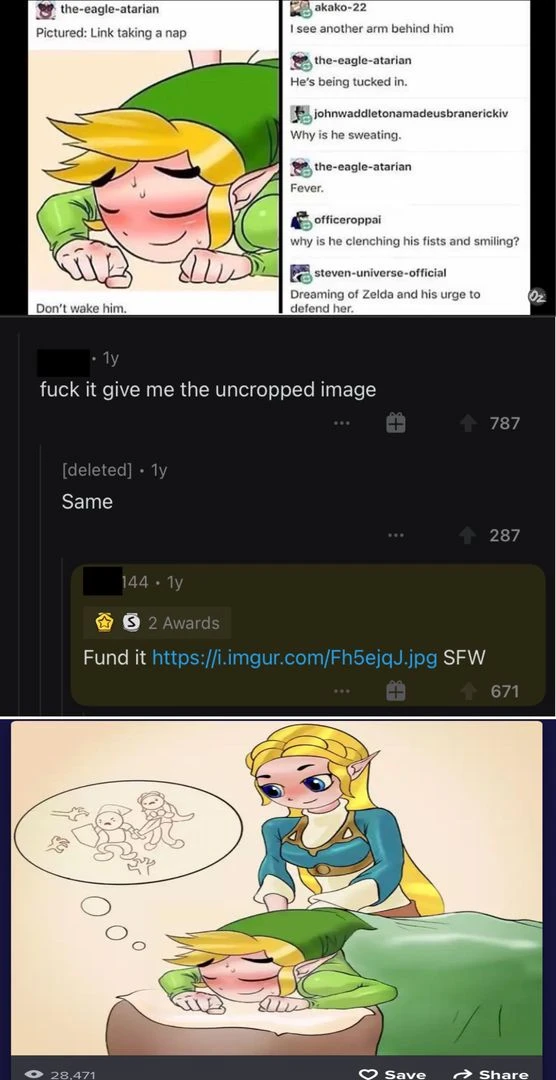 the-eagle-atarian
Pictured: Link taking a nap
Don't wake him.
akako-22
I see another arm behind him
the-eagle-atarian
He's being tucked in.
johnwaddletonamadeusbranerickiv
Why is he sweating.
the-eagle-atarian
Fever.
officeroppai
why is he clenching his fists and smiling?
steven-universe-official
Dreaming of Zelda and his urge to
defend her.
Oz
• 1y
fuck it give me the uncropped image
787
[deleted] • 1y
Same
287
144 • 1y
S 2 Awards
Fund it https://i.imgur.com/Fh5ejqJ.jpg SFW
671
28,471
Save
Share